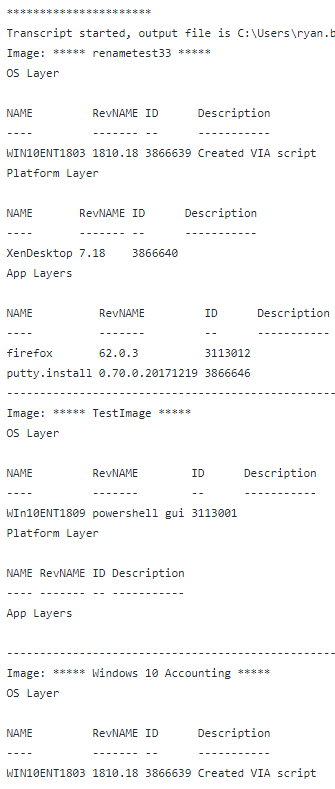 **********************
Transcript started, output file is C:\Users\ryan.b
Image: ***** renametest33 *****
OS Layer
NAME RevNAME ID Description
---- ------- -- -----------
WIN10ENT1803 1810.18 3866639 Created VIA script
Platform Layer
NAME RevNAME ID Description
---- ------- -- -----------
XenDesktop 7.18 3866640
App Layers
NAME RevNAME ID Description
---- ------- -- -----------
firefox 62.0.3 3113012
putty.install 0.70.0.20171219 3866646
--------------------------------------------------
Image: ***** TestImage *****
OS Layer
NAME RevNAME ID Description
---- ------- -- -----------
WIn10ENT1809 powershell gui 3113001
Platform Layer
NAME RevNAME ID Description
---- ------- -- -----------
App Layers
--------------------------------------------------
Image: ***** Windows 10 Accounting *****
OS Layer
NAME RevNAME ID Description
---- ------- -- -----------
WIN10ENT1803 1810.18 3866639 Created VIA script